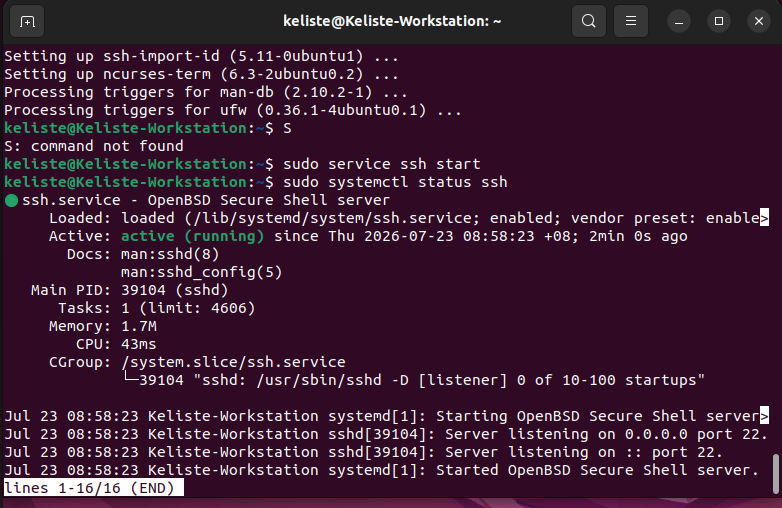 keliste@Keliste-Workstation: ~
Setting up ssh-import-id (5.11-0ubuntu1) ...
Setting up ncurses-term (6.3-2ubuntu0.2) ...
Processing triggers for man-db (2.10.2-1) ...
Processing triggers for ufw (0.36.1-4ubuntu0.1) ...
keliste@Keliste-Workstation:~$ S
S: command not found
keliste@Keliste-Workstation:~$ sudo service ssh start
keliste@Keliste-Workstation:~$ sudo systemctl status ssh
● ssh.service - OpenBSD Secure Shell server
     Loaded: loaded (/lib/systemd/system/ssh.service; enabled; vendor preset: enable>
     Active: active (running) since Thu 2026-07-23 08:58:23 +08; 2min 0s ago
       Docs: man:sshd(8)
             man:sshd_config(5)
   Main PID: 39104 (sshd)
      Tasks: 1 (limit: 4606)
     Memory: 1.7M
        CPU: 43ms
     CGroup: /system.slice/ssh.service
             └─39104 "sshd: /usr/sbin/sshd -D [listener] 0 of 10-100 startups"
Jul 23 08:58:23 Keliste-Workstation systemd[1]: Starting OpenBSD Secure Shell server>
Jul 23 08:58:23 Keliste-Workstation sshd[39104]: Server listening on 0.0.0.0 port 22.
Jul 23 08:58:23 Keliste-Workstation sshd[39104]: Server listening on :: port 22.
Jul 23 08:58:23 Keliste-Workstation systemd[1]: Started OpenBSD Secure Shell server.
lines 1-16/16 (END)